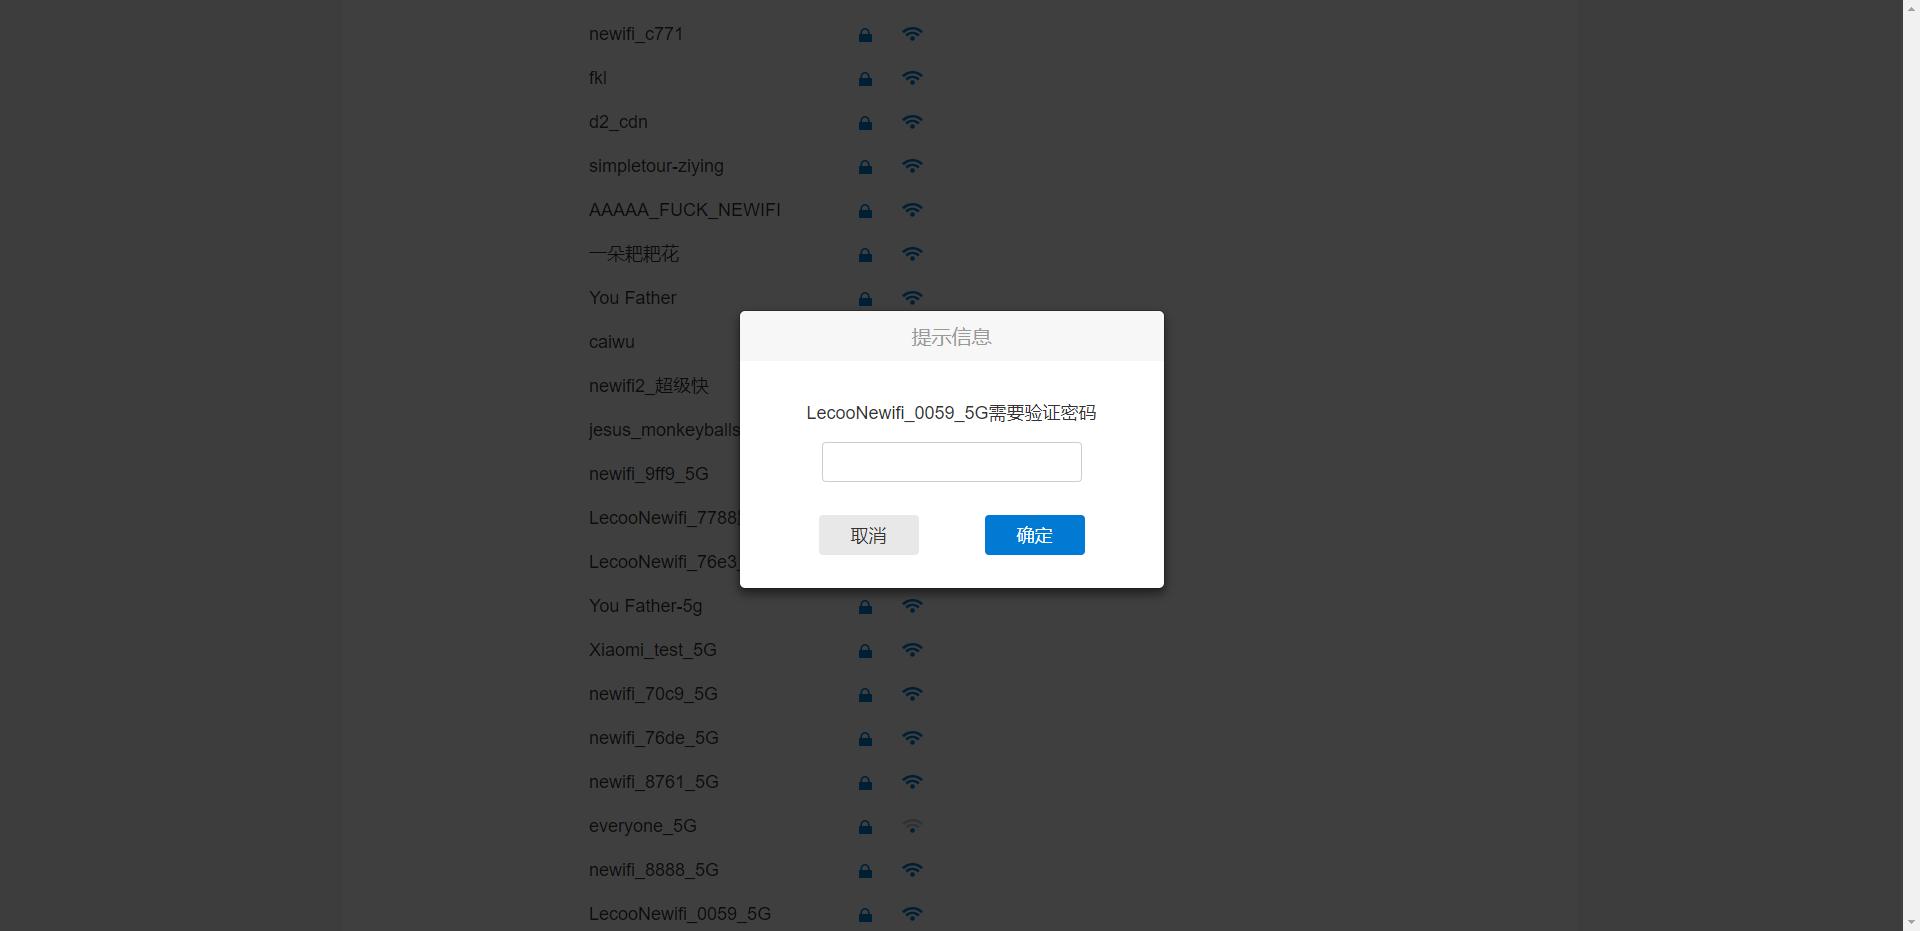 newifi_c771
fkl
d2_cdn
simpletour-ziying
AAAAA_FUCK_NEWIFI
一朵耙耙花
You Father
caiwu
newifi2_超级快
jesus_monkeyballs
newifi_9ff9_5G
LecooNewifi_7788
LecooNewifi_76e3_
You Father-5g
Xiaomi_test_5G
newifi_70c9_5G
newifi_76de_5G
newifi_8761_5G
everyone_5G
newifi_8888_5G
LecooNewifi_0059_5G
提示信息
LecooNewifi_0059_5G需要验证密码
取消
确定